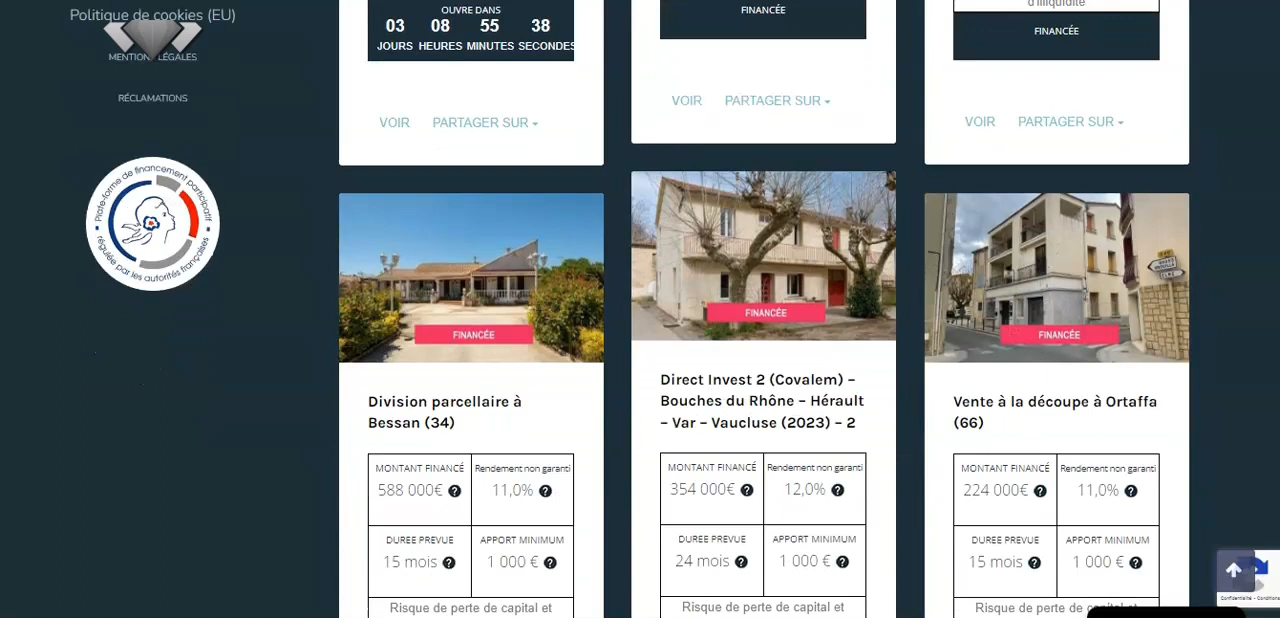 Politique de cookies (EU)
MENTION LÉGALES
RÉCLAMATIONS
Plate-forme de financement participatif
régulée par les autorités françaises
OUVRE DANS
03 08 55 38
JOURS HEURES MINUTES SECONDES
VOIR PARTAGER SUR
FINANCÉE
VOIR PARTAGER SUR
d'illiquidité
FINANCÉE
VOIR PARTAGER SUR
FINANCÉE
Division parcellaire à
Bessan (34)
MONTANT FINANCÉ Rendement non garanti
588 000€ ? 11,0% ?
DUREE PREVUE APPORT MINIMUM
15 mois ? 1 000 € ?
Risque de perte de capital et
FINANCÉE
Direct Invest 2 (Covalem) –
Bouches du Rhône – Hérault
– Var – Vaucluse (2023) – 2
MONTANT FINANCÉ Rendement non garanti
354 000€ ? 12,0% ?
DUREE PREVUE APPORT MINIMUM
24 mois ? 1 000 € ?
Risque de perte de capital et
FINANCÉE
Vente à la découpe à Ortaffa
(66)
MONTANT FINANCÉ Rendement non garanti
224 000€ ? 11,0% ?
DUREE PREVUE APPORT MINIMUM
15 mois ? 1 000 € ?
Risque de perte de capital et
Confidentialité - Conditions